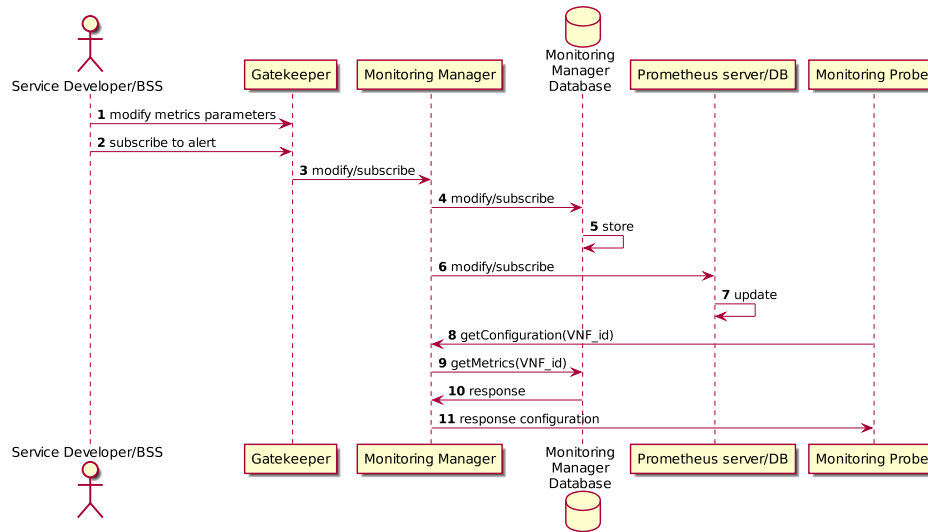 Service Developer/BSS
Gatekeeper
Monitoring Manager
Monitoring
Manager
Database
Prometheus server/DB
Monitoring Probe
1 modify metrics parameters
2 subscribe to alert
3 modify/subscribe
4 modify/subscribe
5 store
6 modify/subscribe
7 update
8 getConfiguration(VNF_id)
9 getMetrics(VNF_id)
10 response
11 response configuration
Service Developer/BSS
Gatekeeper
Monitoring Manager
Monitoring
Manager
Database
Prometheus server/DB
Monitoring Probe